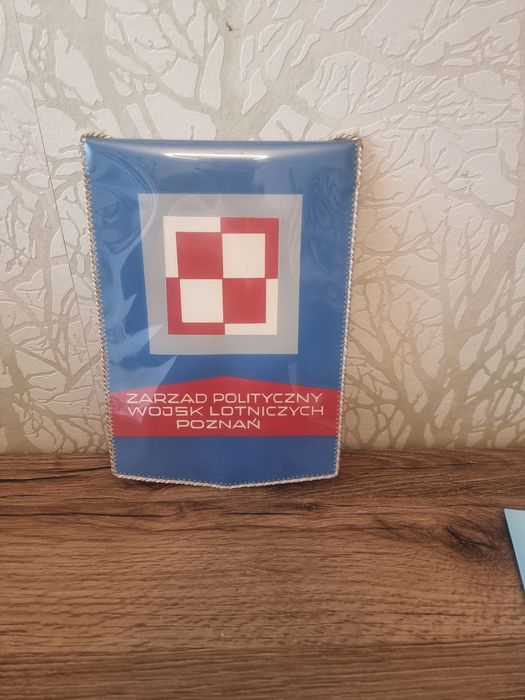 ZARZAD POLITYCZNY
WOJSK LOTNICZYCH
POZNAŃ